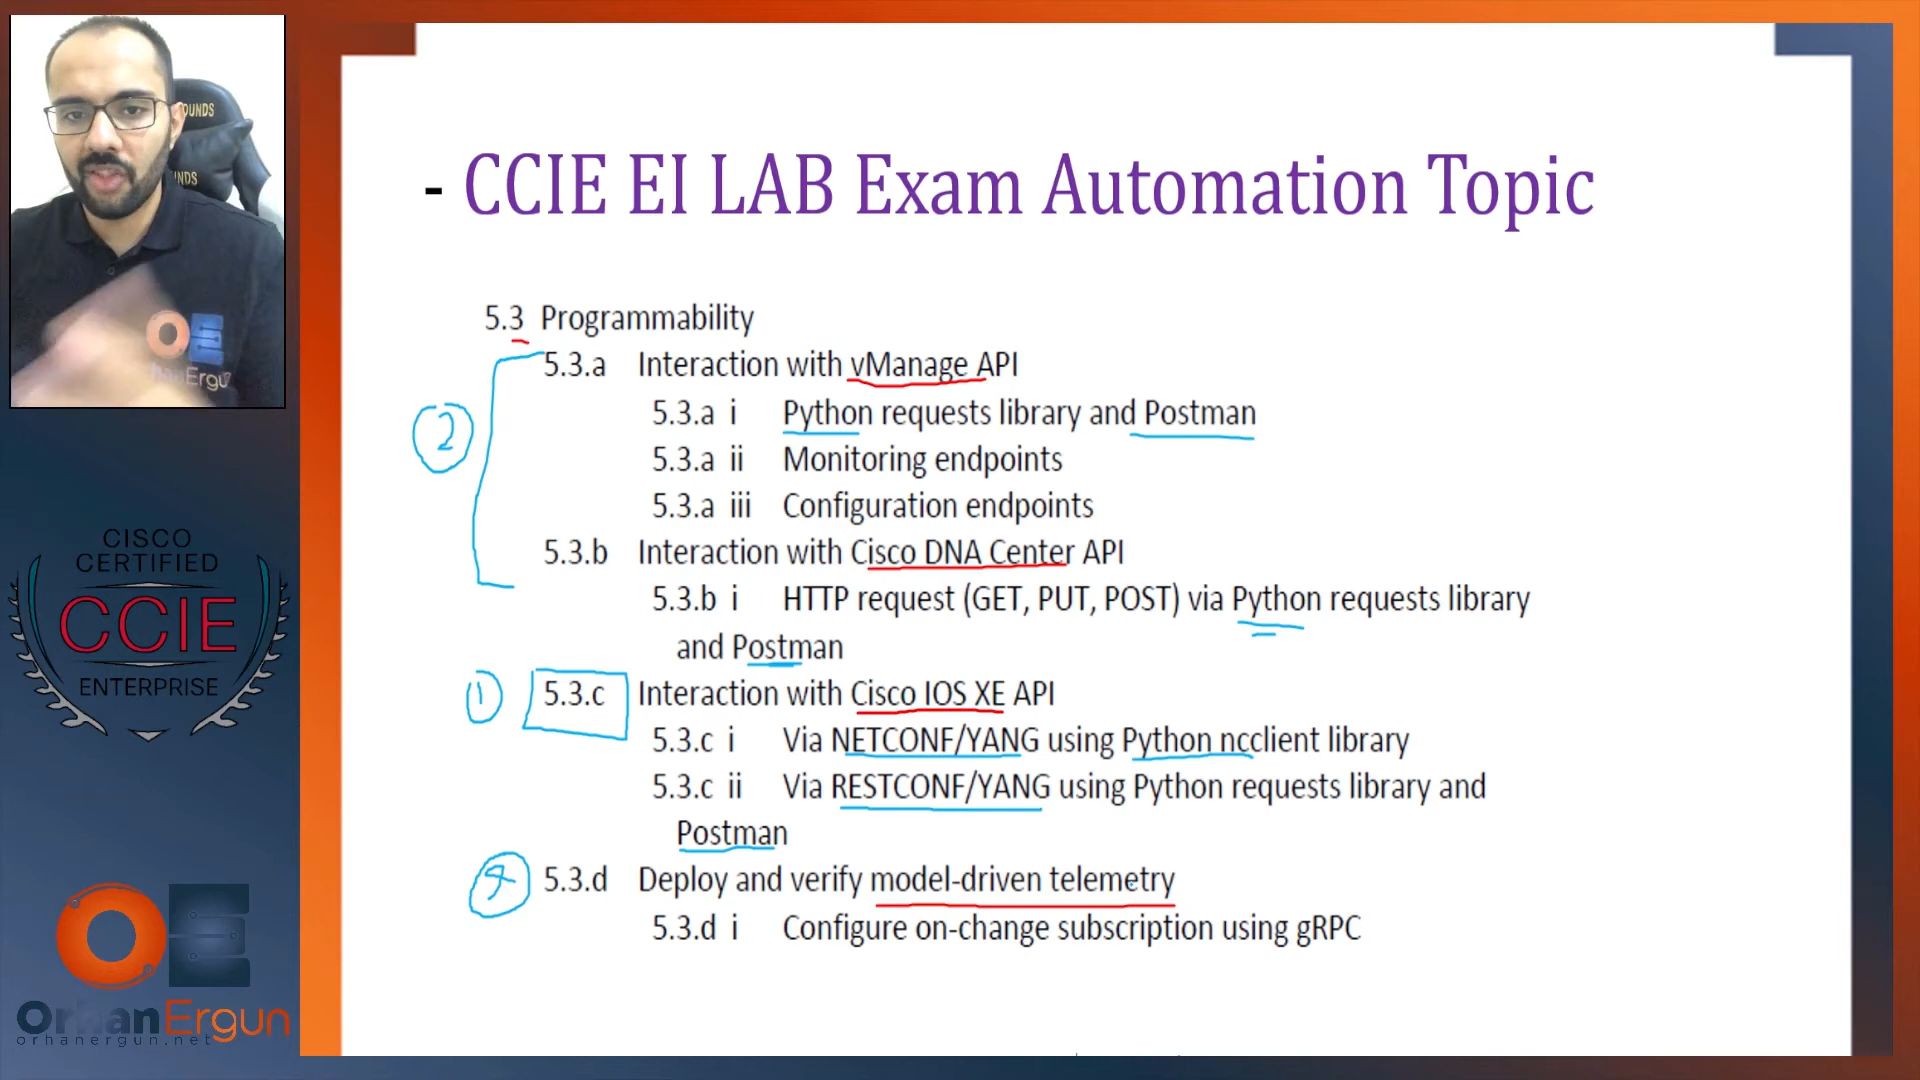 - CCIE EI LAB Exam Automation Topic
5.3 Programmability
5.3.a Interaction with vManage API
5.3.a i Python requests library and Postman
5.3.a ii Monitoring endpoints
5.3.a iii Configuration endpoints
5.3.b Interaction with Cisco DNA Center API
5.3.b i HTTP request (GET, PUT, POST) via Python requests library
and Postman
5.3.c Interaction with Cisco IOS XE API
5.3.c i Via NETCONF/YANG using Python ncclient library
5.3.c ii Via RESTCONF/YANG using Python requests library and
Postman
5.3.d Deploy and verify model-driven telemetry
5.3.d i Configure on-change subscription using gRPC
2
1
CISCO
CERTIFIED
CCIE
ENTERPRISE
OE
OrhanErgun
orhanergun.net
OE